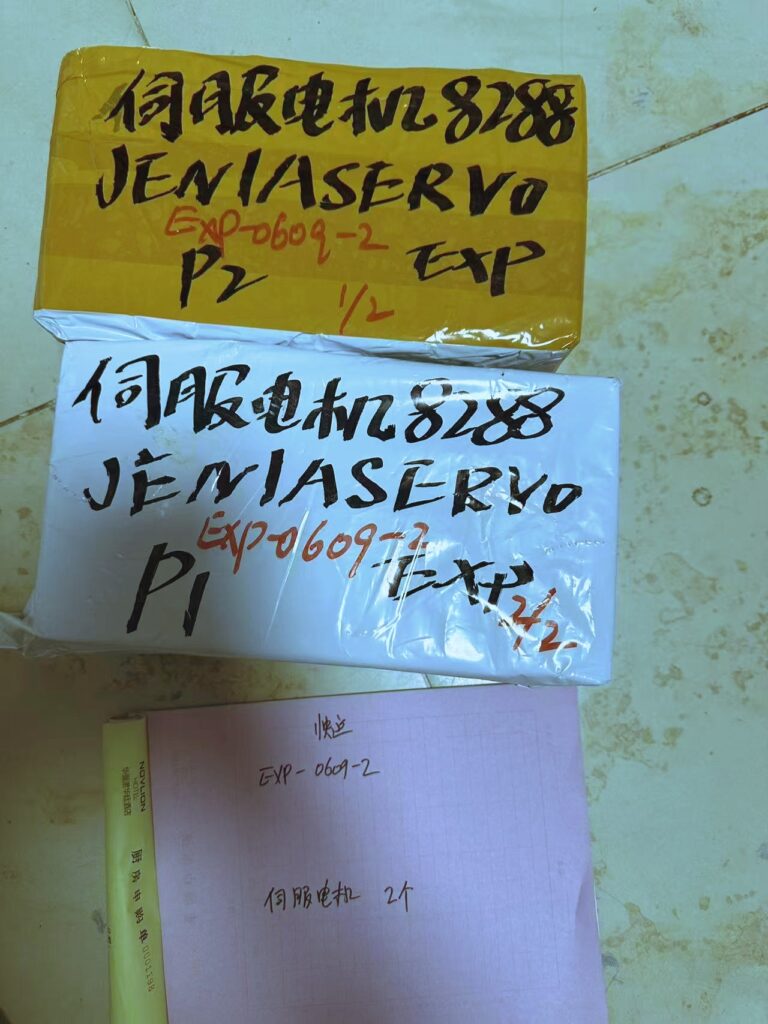 伺服电机8288
JENIASERVO
EXP-0609-2
P2 EXP
1/2
伺服电机8288
JENIASERVO
EXP-0609-2
P1 EXP
2/2
快运
EXP-0609-2
伺服电机 2个
NOVLION
HOTEL